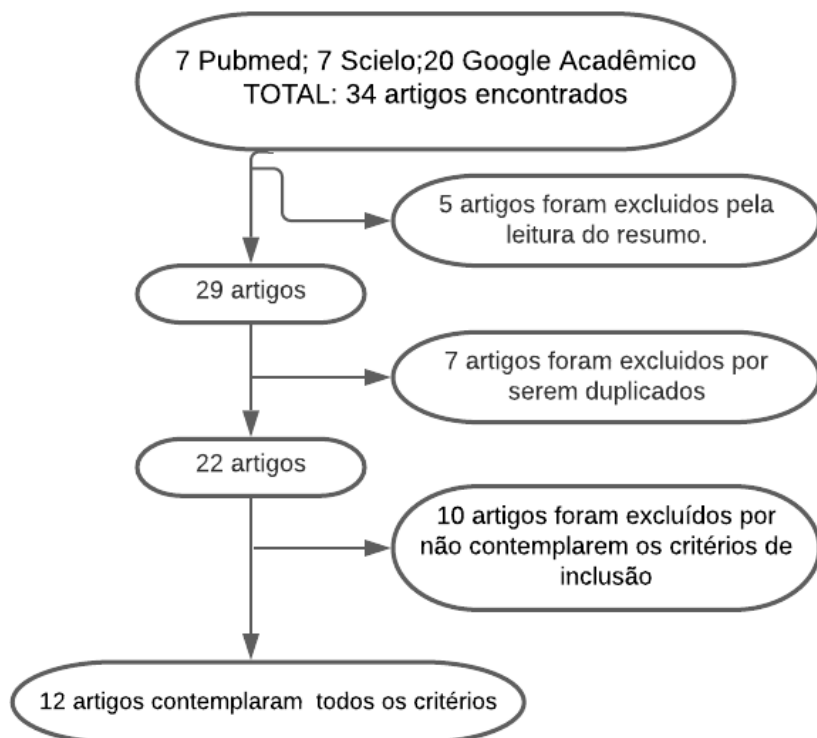 7 Pubmed; 7 Scielo;20 Google Acadêmico
TOTAL: 34 artigos encontrados
5 artigos foram excluidos pela
leitura do resumo.
29 artigos
7 artigos foram excluidos por
serem duplicados
22 artigos
10 artigos foram excluídos por
não contemplarem os critérios de
inclusão
12 artigos contemplaram todos os critérios